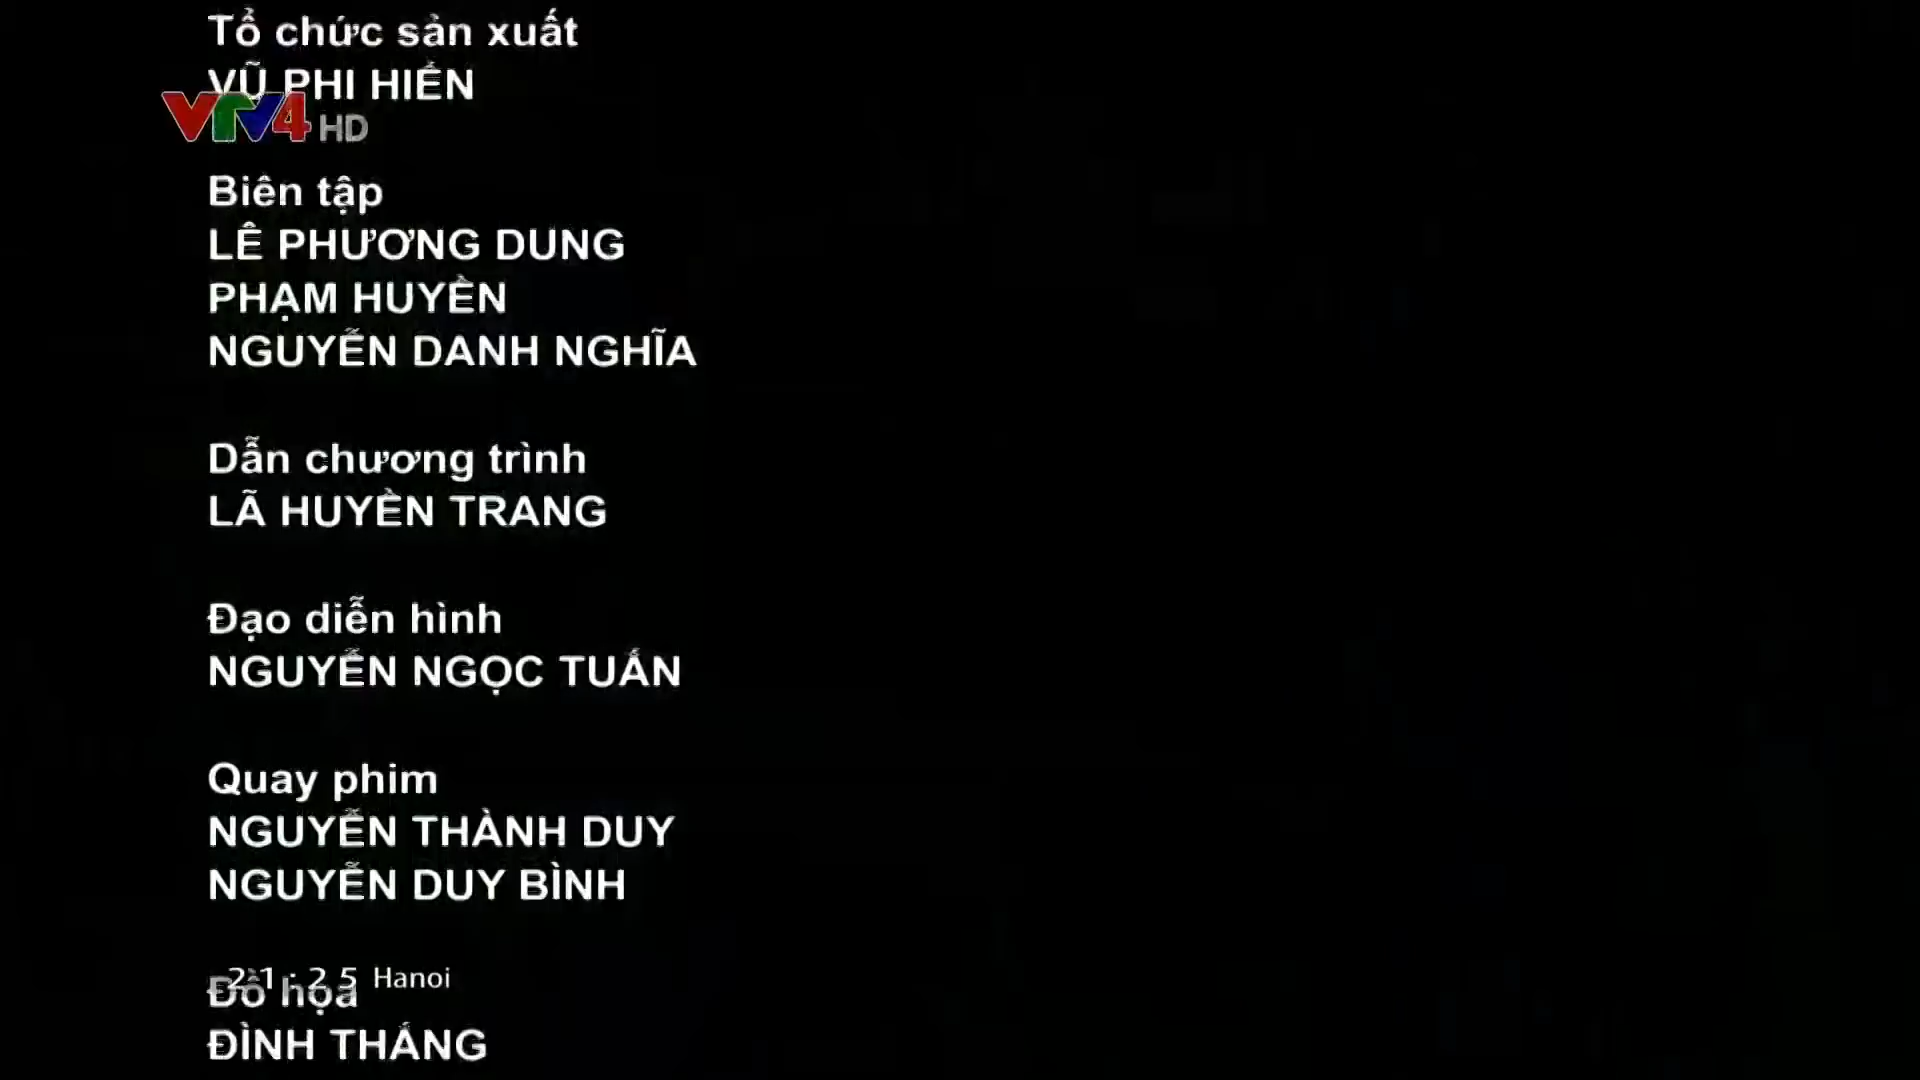 Tổ chức sản xuất
VŨ PHI HIỀN
VTV4 HD
Biên tập
LÊ PHƯƠNG DUNG
PHẠM HUYỀN
NGUYỄN DANH NGHĨA
Dẫn chương trình
LÃ HUYỀN TRANG
Đạo diễn hình
NGUYỄN NGỌC TUẤN
Quay phim
NGUYỄN THÀNH DUY
NGUYỄN DUY BÌNH
21:25 Hanoi
Đồ họa
ĐÌNH THẮNG